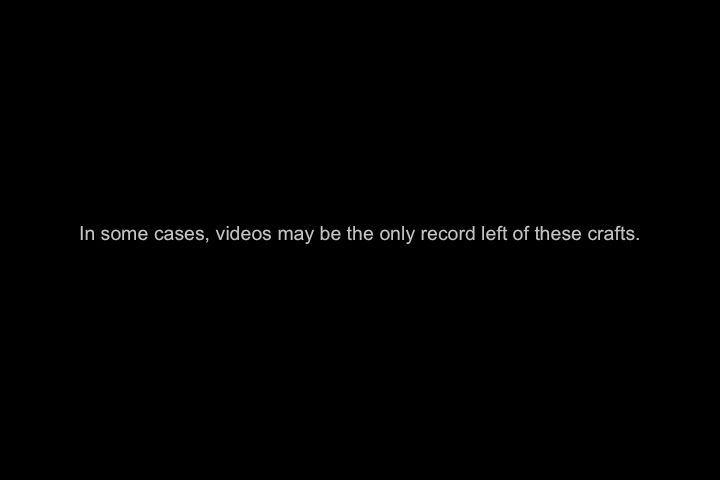 In some cases, videos may be the only record left of these crafts.